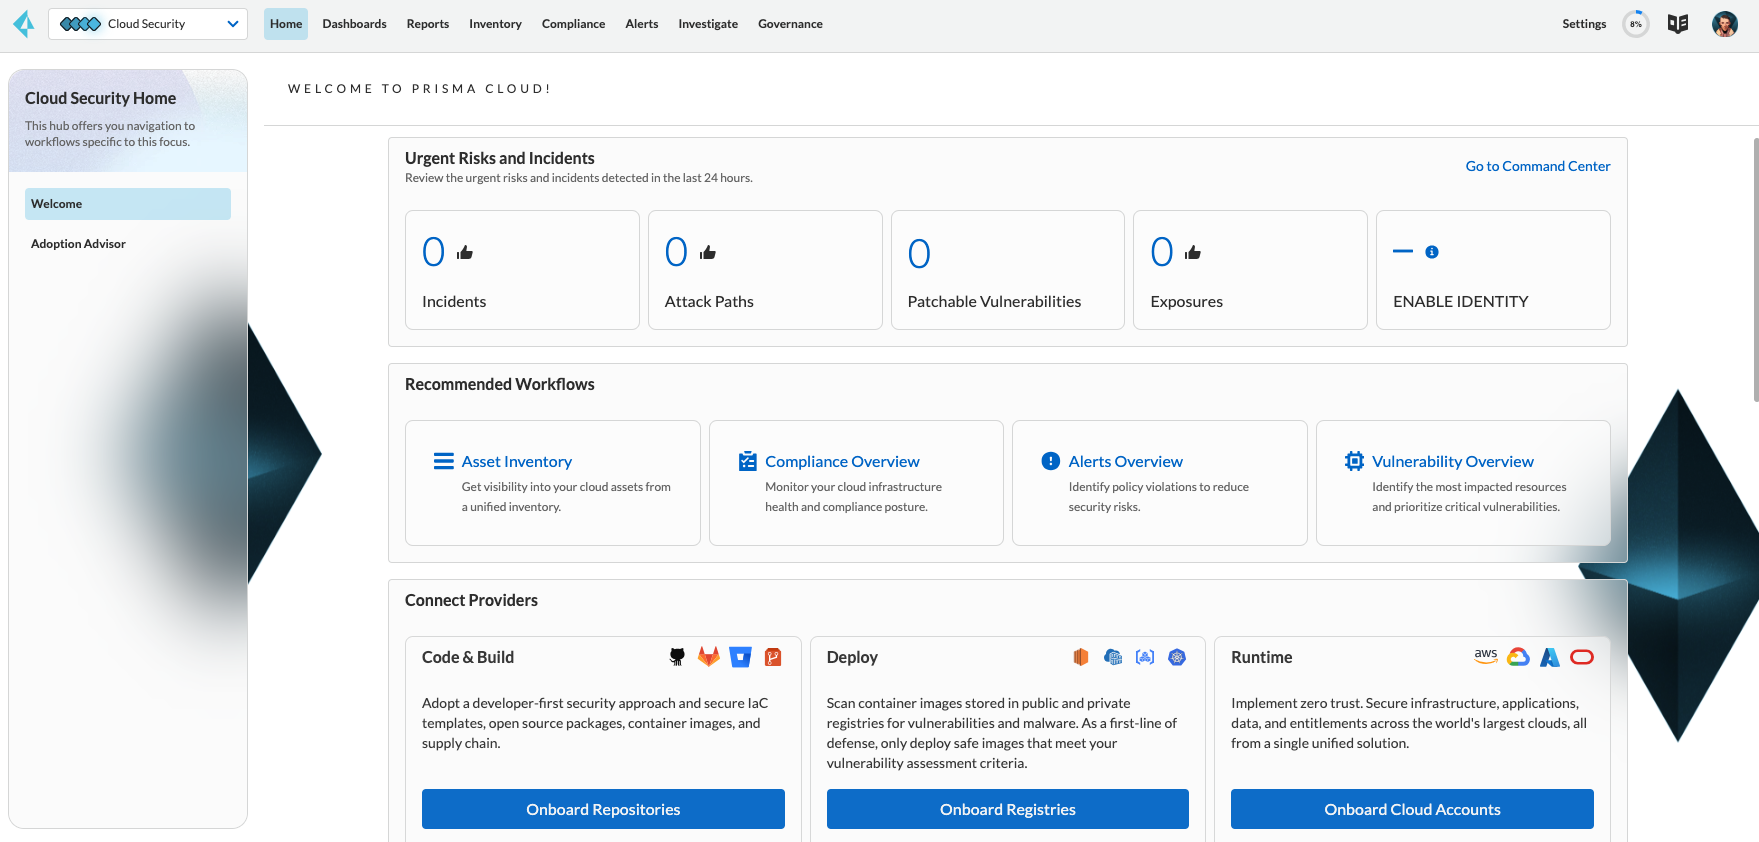 Cloud Security
Home
Dashboards
Reports
Inventory
Compliance
Alerts
Investigate
Governance
Settings
8%
Cloud Security Home
This hub offers you navigation to
workflows specific to this focus.
Welcome
Adoption Advisor
WELCOME TO PRISMA CLOUD!
Urgent Risks and Incidents
Review the urgent risks and incidents detected in the last 24 hours.
Go to Command Center
0
Incidents
0
Attack Paths
0
Patchable Vulnerabilities
0
Exposures
–
ENABLE IDENTITY
Recommended Workflows
Asset Inventory
Get visibility into your cloud assets from
a unified inventory.
Compliance Overview
Monitor your cloud infrastructure
health and compliance posture.
Alerts Overview
Identify policy violations to reduce
security risks.
Vulnerability Overview
Identify the most impacted resources
and prioritize critical vulnerabilities.
Connect Providers
Code & Build
Adopt a developer-first security approach and secure IaC
templates, open source packages, container images, and
supply chain.
Onboard Repositories
Deploy
Scan container images stored in public and private
registries for vulnerabilities and malware. As a first-line of
defense, only deploy safe images that meet your
vulnerability assessment criteria.
Onboard Registries
Runtime
aws
Implement zero trust. Secure infrastructure, applications,
data, and entitlements across the world's largest clouds, all
from a single unified solution.
Onboard Cloud Accounts